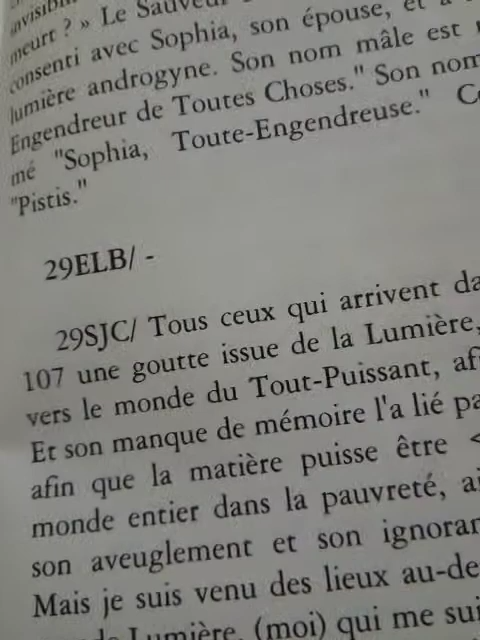 invisibl
meurt ? » Le Sauveur
consenti avec Sophia, son épouse, et
lumière androgyne. Son nom mâle est
Engendreur de Toutes Choses." Son nom
mé "Sophia, Toute-Engendreuse." C
"Pistis."
29ELB/ -
29SJC/ Tous ceux qui arrivent da
107 une goutte issue de la Lumière,
vers le monde du Tout-Puissant, af
Et son manque de mémoire l'a lié pa
afin que la matière puisse être <
monde entier dans la pauvreté, a
son aveuglement et son ignoran
Mais je suis venu des lieux au-de
Lumière, (moi) qui me sui